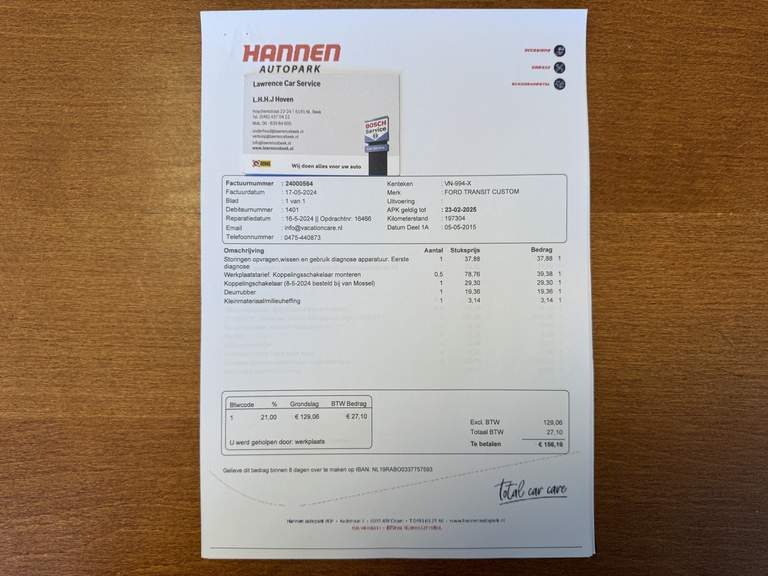 HANNEN
AUTOPARK
Lawrence Car Service
L.H.H.J Hoven
Wij doen alles voor uw auto
BOSCH
Service
Factuurnummer : 24000564 Kenteken : VN-994-X
Factuurdatum : 17-05-2024 Merk : FORD TRANSIT CUSTOM
Blad : 1 van 1 Uitvoering :
Debiteurnummer : 1401 APK geldig tot : 23-02-2025
Reparatiedatum : 16-5-2024 || Opdrachtnr: 16466 Kilometerstand : 197304
Email : info@vacationcare.nl Datum Deel 1A : 05-05-2015
Telefoonnummer : 0475-440873
Omschrijving Aantal Stuksprijs Bedrag
Storingen opvragen,wissen en gebruik diagnose apparatuur. Eerste 1 37,88 37,88 1
diagnose
Werkplaatstarief: Koppelingsschakelaar monteren 0,5 78,76 39,38 1
Koppelingschakelaar (8-5-2024 besteld bij van Mossel) 1 29,30 29,30 1
Deurrubber 1 19,36 19,36 1
Kleinmateriaal/milieuheffing 1 3,14 3,14 1
Btwcode % Grondslag BTW Bedrag
1 21,00 € 129,06 € 27,10
U werd geholpen door: werkplaats
Excl. BTW 129,06
Totaal BTW 27,10
Te betalen € 156,16
Gelieve dit bedrag binnen 8 dagen over te maken op IBAN: NL19RABO0337757593
total car care